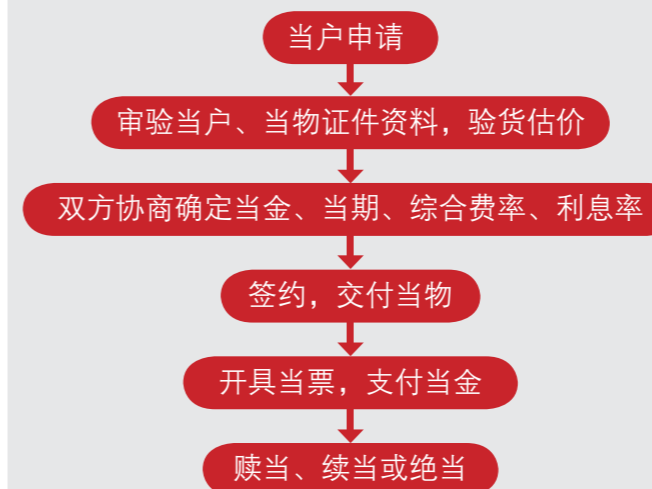 当户申请
审验当户、当物证件资料，验货估价
双方协商确定当金、当期、综合费率、利息率
签约，交付当物
开具当票，支付当金
赎当、续当或绝当